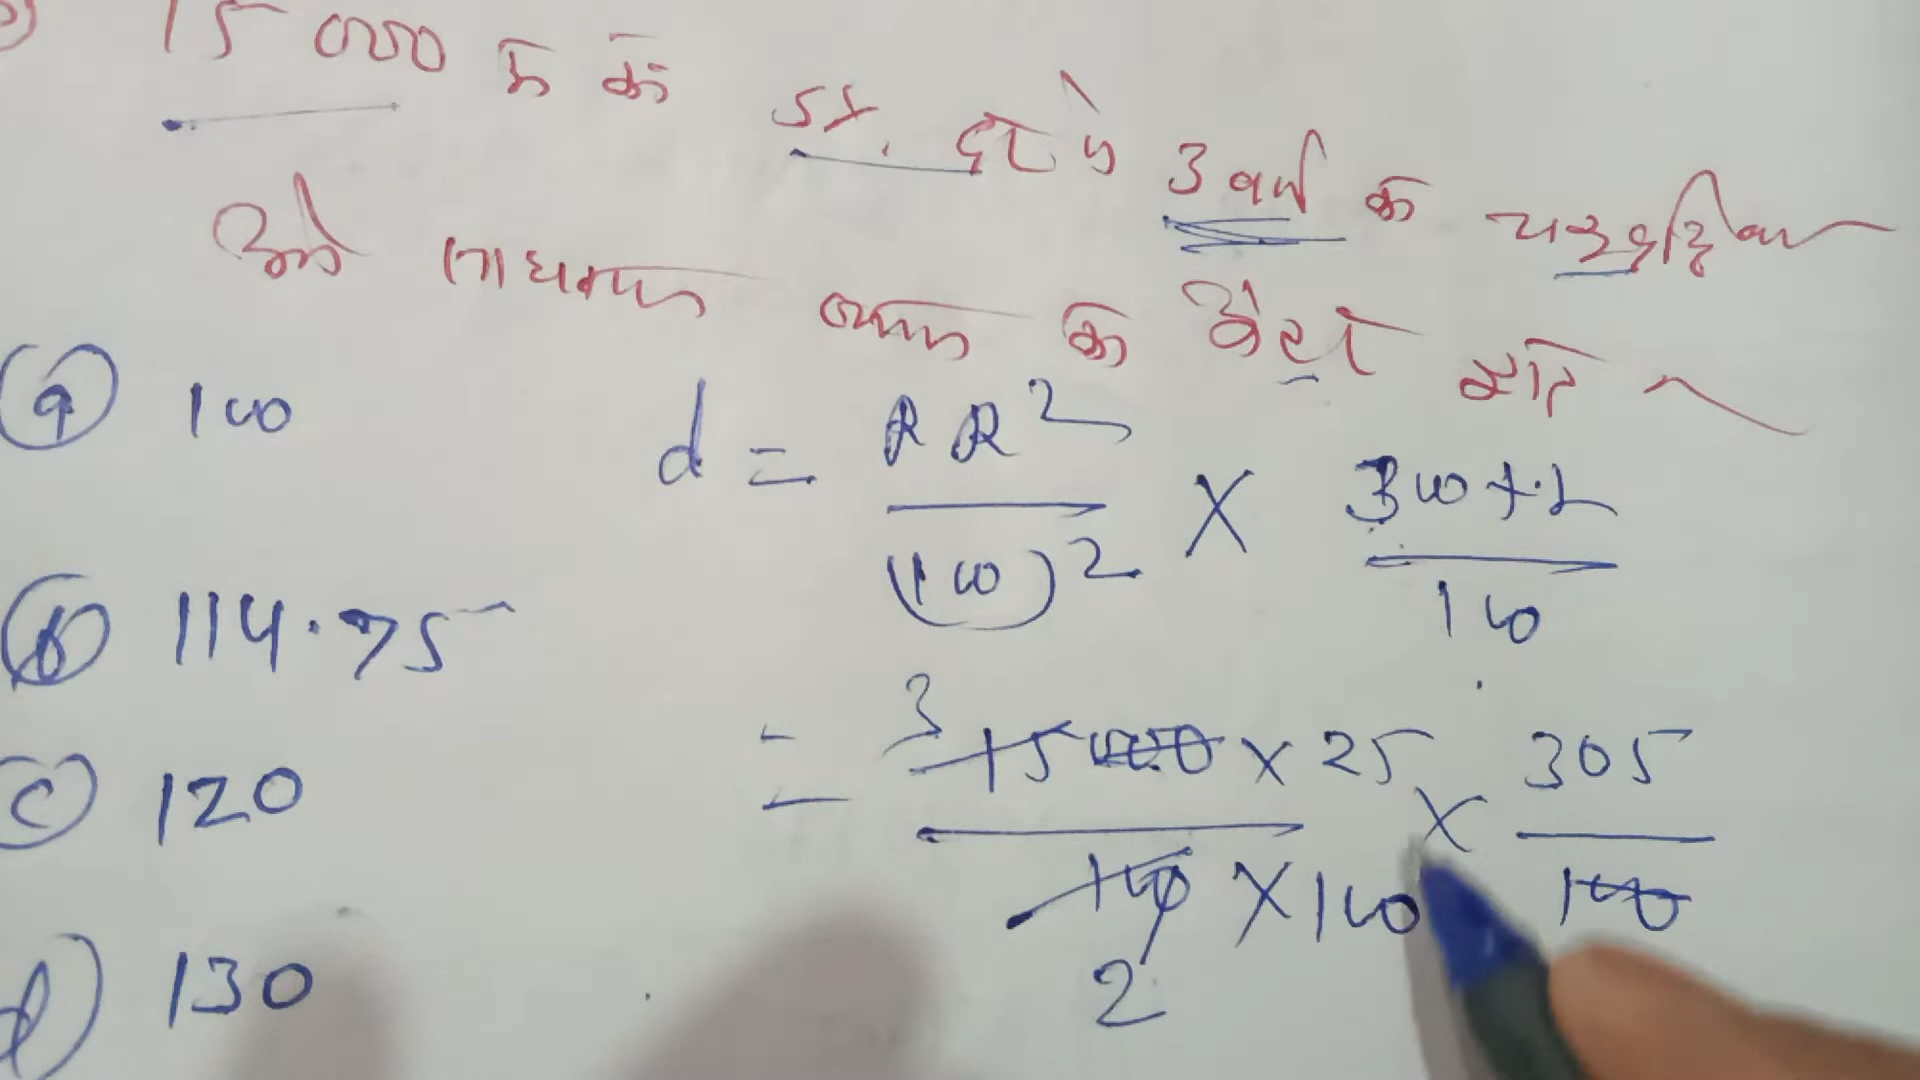 15000 रु के 5%. दर से 3 वर्ष के चक्रवृद्धि
और साधारण ब्याज के बीच अंतर
(a) 100
d = PR² / (100)² × 300+r / 100
(b) 114.75
= 3 15000 × 25 / 100 × 100 × 305 / 100
(c) 120
2
(d) 130